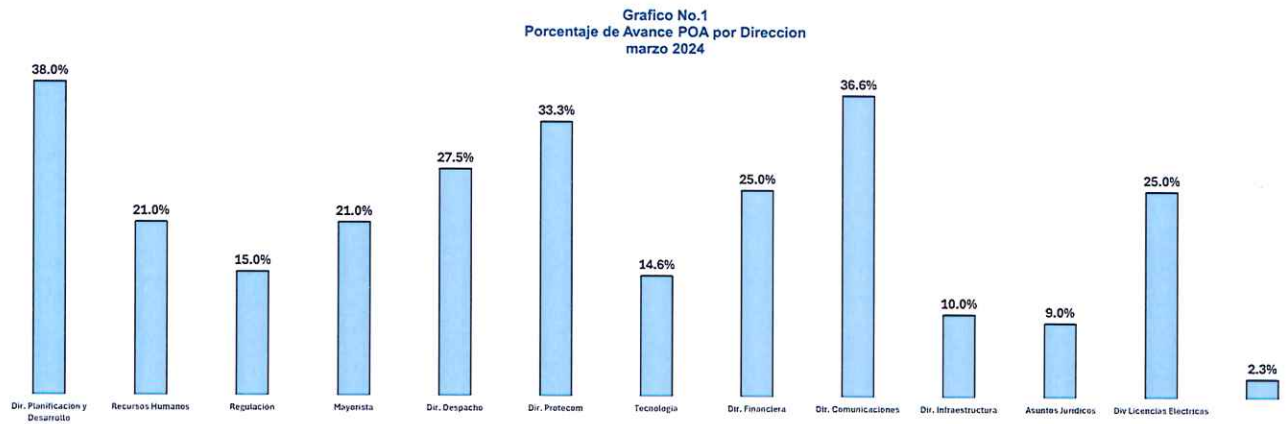 Grafico No.1
Porcentaje de Avance POA por Direccion
marzo 2024
38.0%
21.0%
15.0%
21.0%
27.5%
33.3%
14.6%
25.0%
36.6%
10.0%
9.0%
25.0%
2.3%
Dir. Planificacion y
Desarrollo
Recursos Humanos
Regulación
Mayorista
Dir. Despacho
Dir. Protecom
Tecnologia
Dir. Financiera
Dir. Comunicaciones
Dir. Infraestructura
Asuntos Juridicos
Div Licencias Electricas